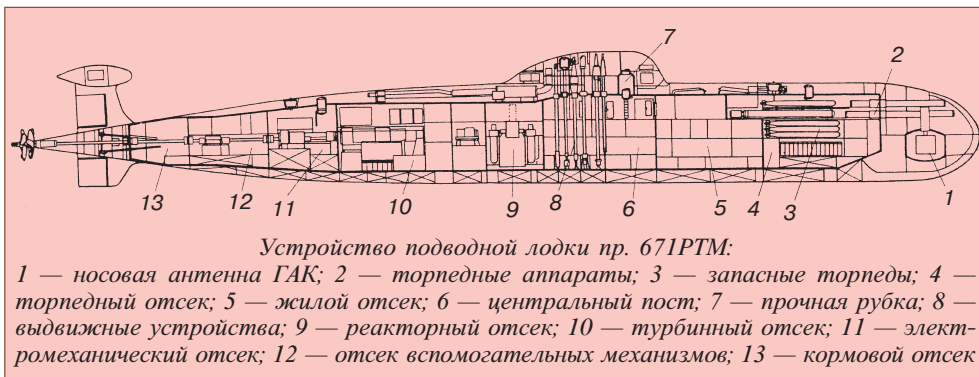 7
2
13
12
11
10
9
8
6
5
4
3
1
Устройство подводной лодки пр. 671РТМ:
1 — носовая антенна ГАК; 2 — торпедные аппараты; 3 — запасные торпеды; 4 —
торпедный отсек; 5 — жилой отсек; 6 — центральный пост; 7 — прочная рубка; 8 —
выдвижные устройства; 9 — реакторный отсек; 10 — турбинный отсек; 11 — элект-
ромеханический отсек; 12 — отсек вспомогательных механизмов; 13 — кормовой отсек